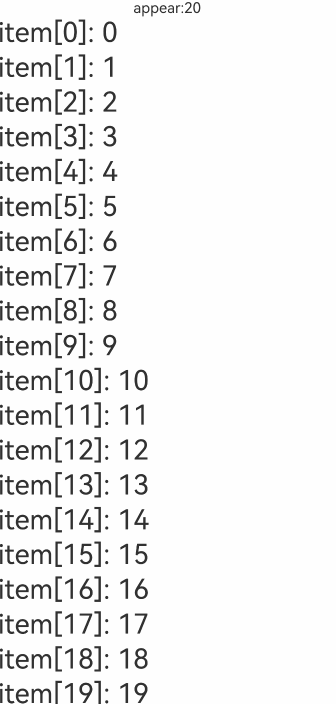 appear:20
item[0]: 0
item[1]: 1
item[2]: 2
item[3]: 3
item[4]: 4
item[5]: 5
item[6]: 6
item[7]: 7
item[8]: 8
item[9]: 9
item[10]: 10
item[11]: 11
item[12]: 12
item[13]: 13
item[14]: 14
item[15]: 15
item[16]: 16
item[17]: 17
item[18]: 18
item[19]: 19